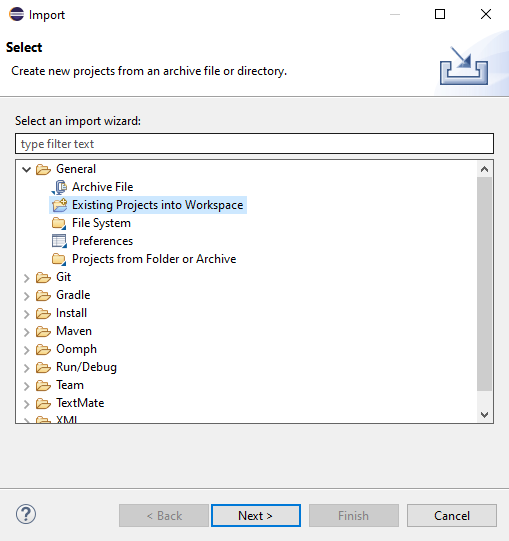 Import
Select
Create new projects from an archive file or directory.
Select an import wizard:
type filter text
General
Archive File
Existing Projects into Workspace
File System
Preferences
Projects from Folder or Archive
Git
Gradle
Install
Maven
Oomph
Run/Debug
Team
TextMate
XML
?
< Back
Next >
Finish
Cancel